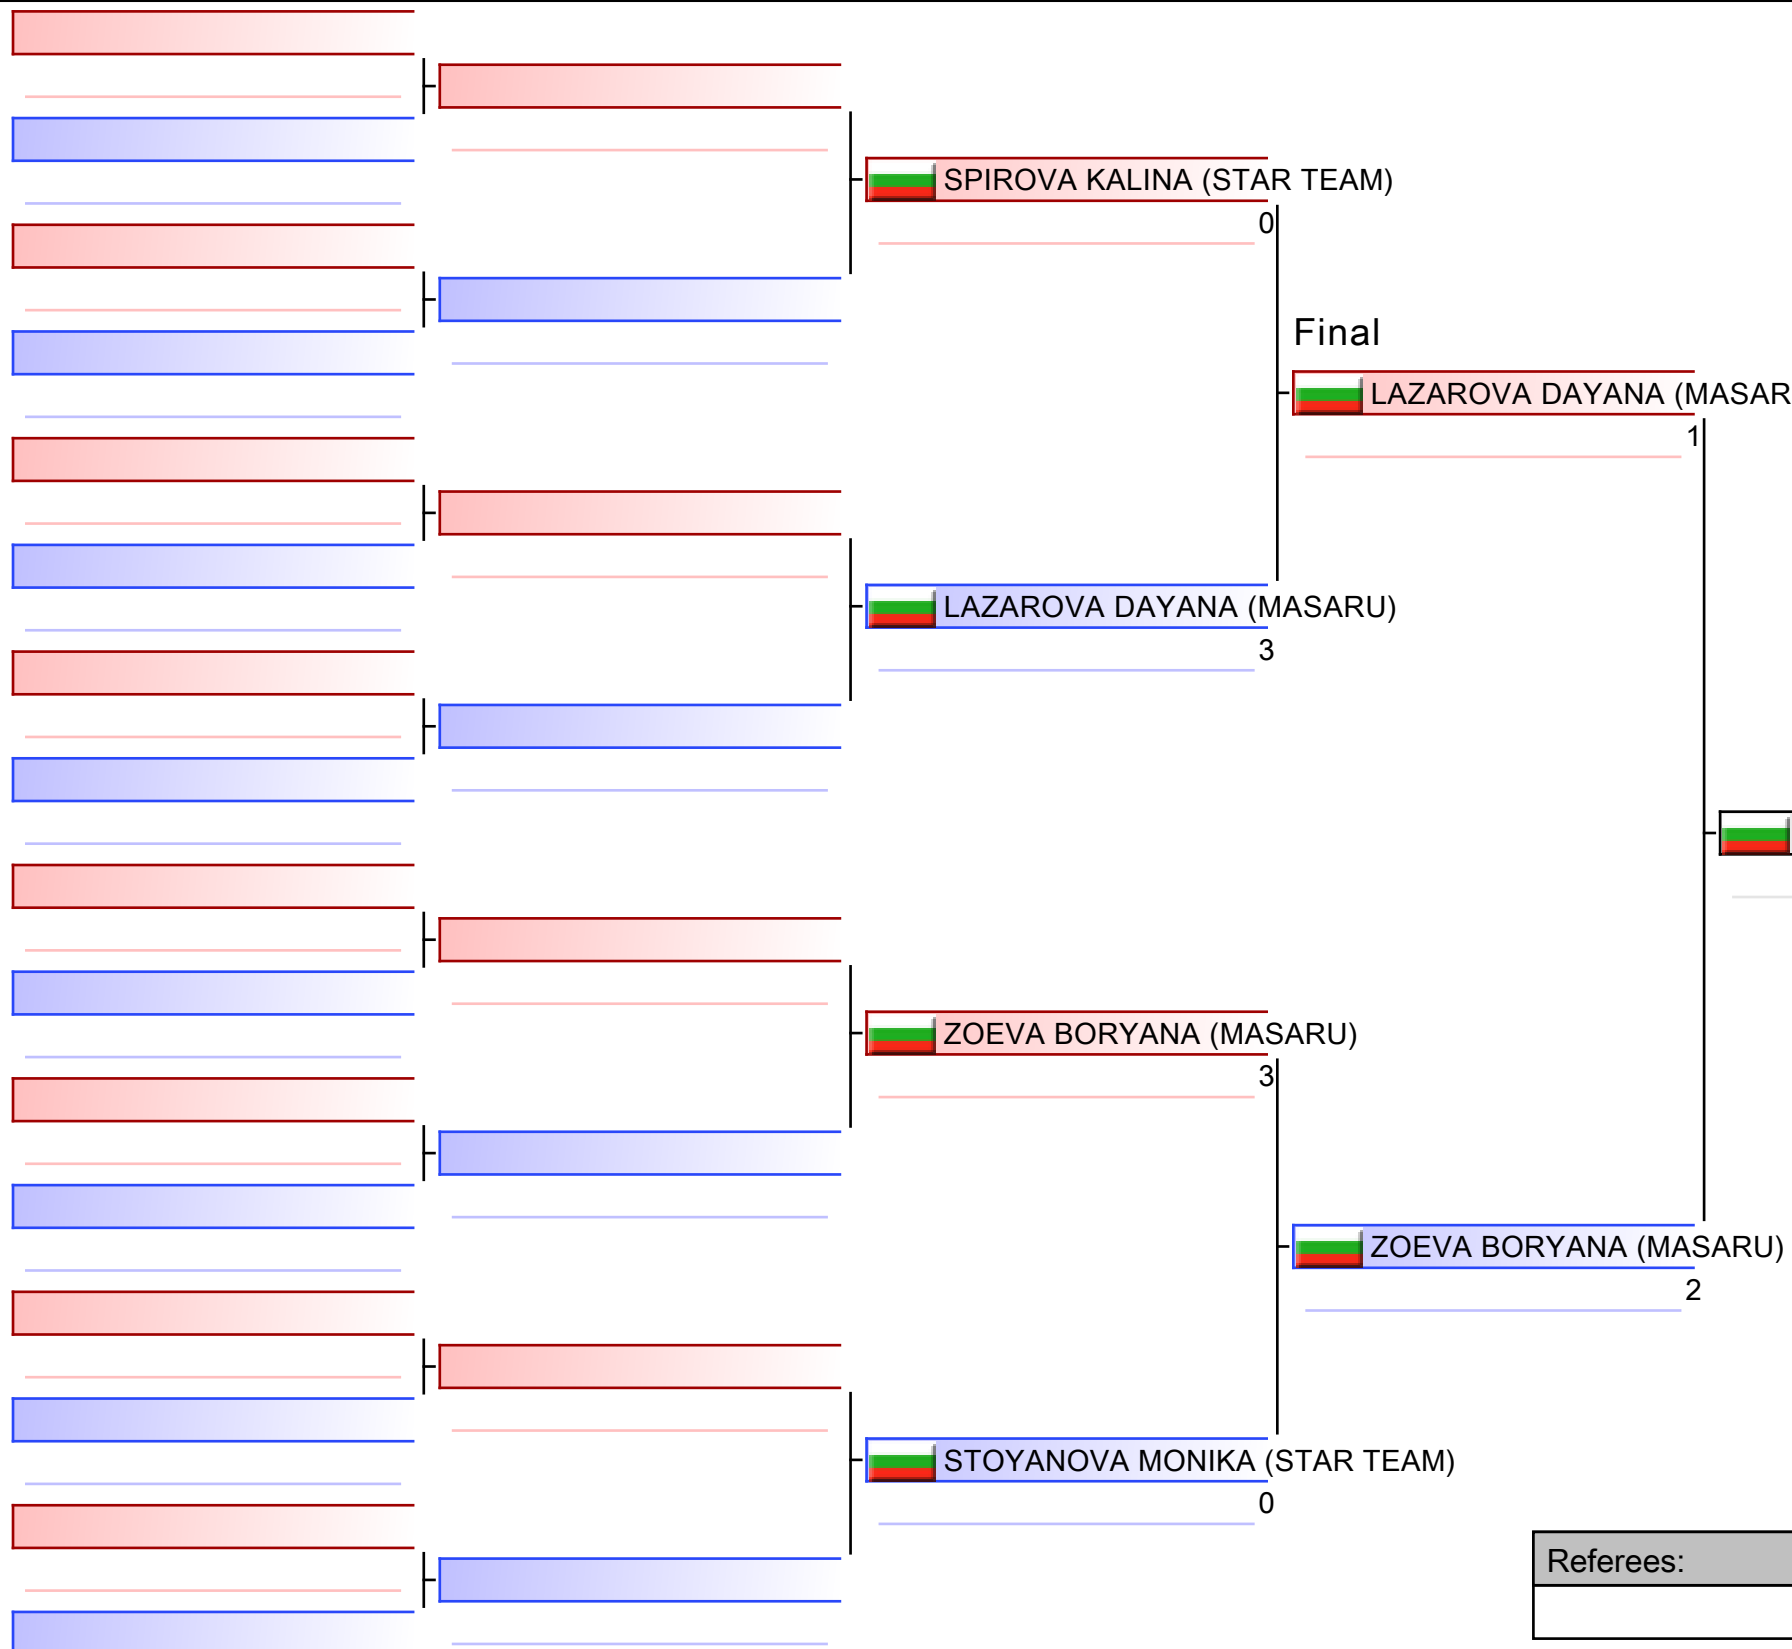 SPIROVA KALINA (STAR TEAM)
0
Final
LAZAROVA DAYANA (MASAR
1
LAZAROVA DAYANA (MASARU)
3
ZOEVA BORYANA (MASARU)
3
ZOEVA BORYANA (MASARU)
2
STOYANOVA MONIKA (STAR TEAM)
0
Referees: